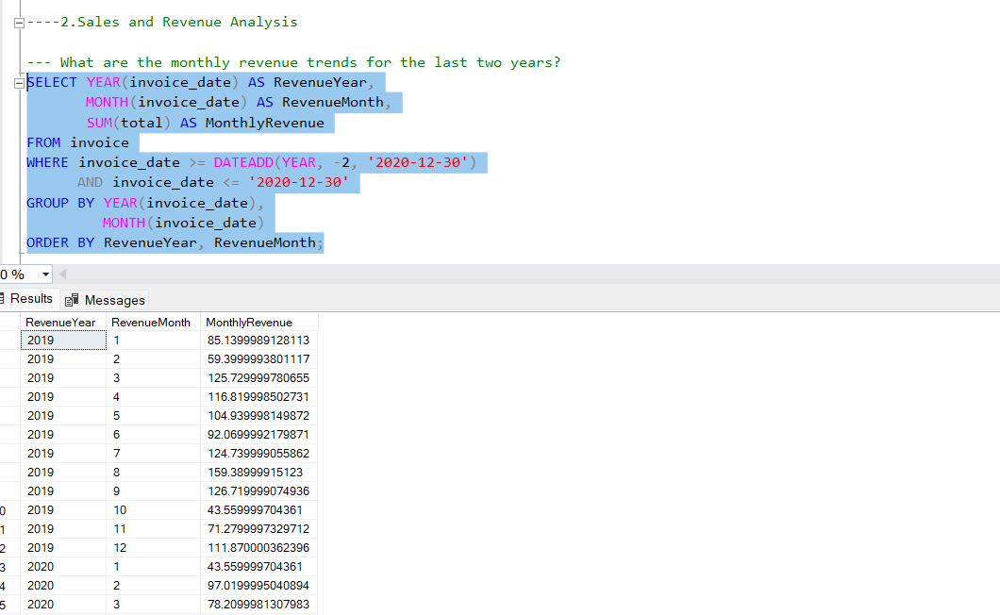 ----2.Sales and Revenue Analysis
--- What are the monthly revenue trends for the last two years?
SELECT YEAR(invoice_date) AS RevenueYear,
MONTH(invoice_date) AS RevenueMonth,
SUM(total) AS MonthlyRevenue
FROM invoice
WHERE invoice_date >= DATEADD(YEAR, -2, '2020-12-30')
AND invoice_date <= '2020-12-30'
GROUP BY YEAR(invoice_date),
MONTH(invoice_date)
ORDER BY RevenueYear, RevenueMonth;
0 %
Results Messages
RevenueYear RevenueMonth MonthlyRevenue
2019 1 85.1399989128113
2019 2 59.3999993801117
2019 3 125.729999780655
2019 4 116.819998502731
2019 5 104.939998149872
2019 6 92.0699992179871
2019 7 124.739999055862
2019 8 159.38999915123
2019 9 126.719999074936
0 2019 10 43.559999704361
1 2019 11 71.2799997329712
2 2019 12 111.870000362396
3 2020 1 43.559999704361
4 2020 2 97.0199995040894
5 2020 3 78.2099981307983